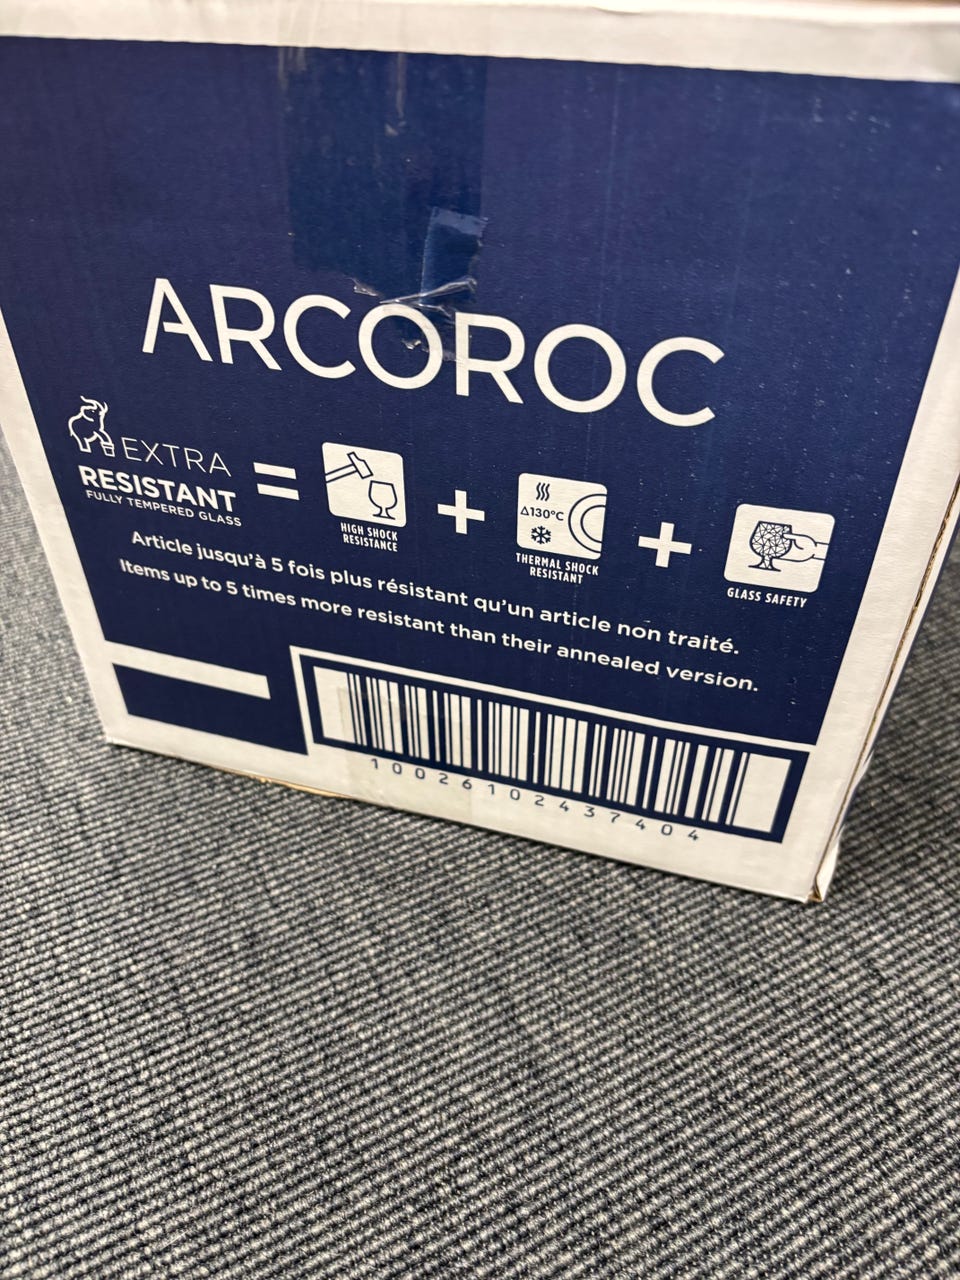 ARCOROC
EXTRA
RESISTANT
FULLY TEMPERED GLASS
=
HIGH SHOCK
RESISTANCE
+
Δ130°C
THERMAL SHOCK
RESISTANT
+
GLASS SAFETY
Article jusqu'à 5 fois plus résistant qu'un article non traité.
Items up to 5 times more resistant than their annealed version.
10026102437404